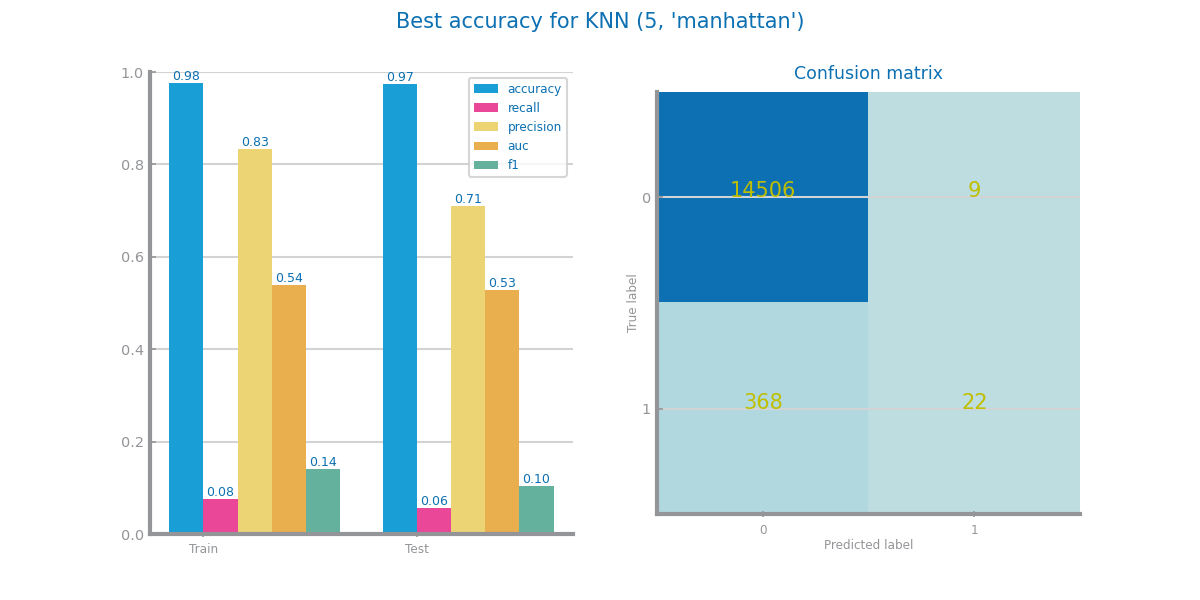 Best accuracy for KNN (5, 'manhattan')
1.0
0.8
0.6
0.4
0.2
0.0
0.98
0.08
0.83
0.54
0.14
0.97
0.06
0.71
0.53
0.10
accuracy
recall
precision
auc
f1
Train
Test
Confusion matrix
True label
0
1
14506
9
368
22
0
1
Predicted label